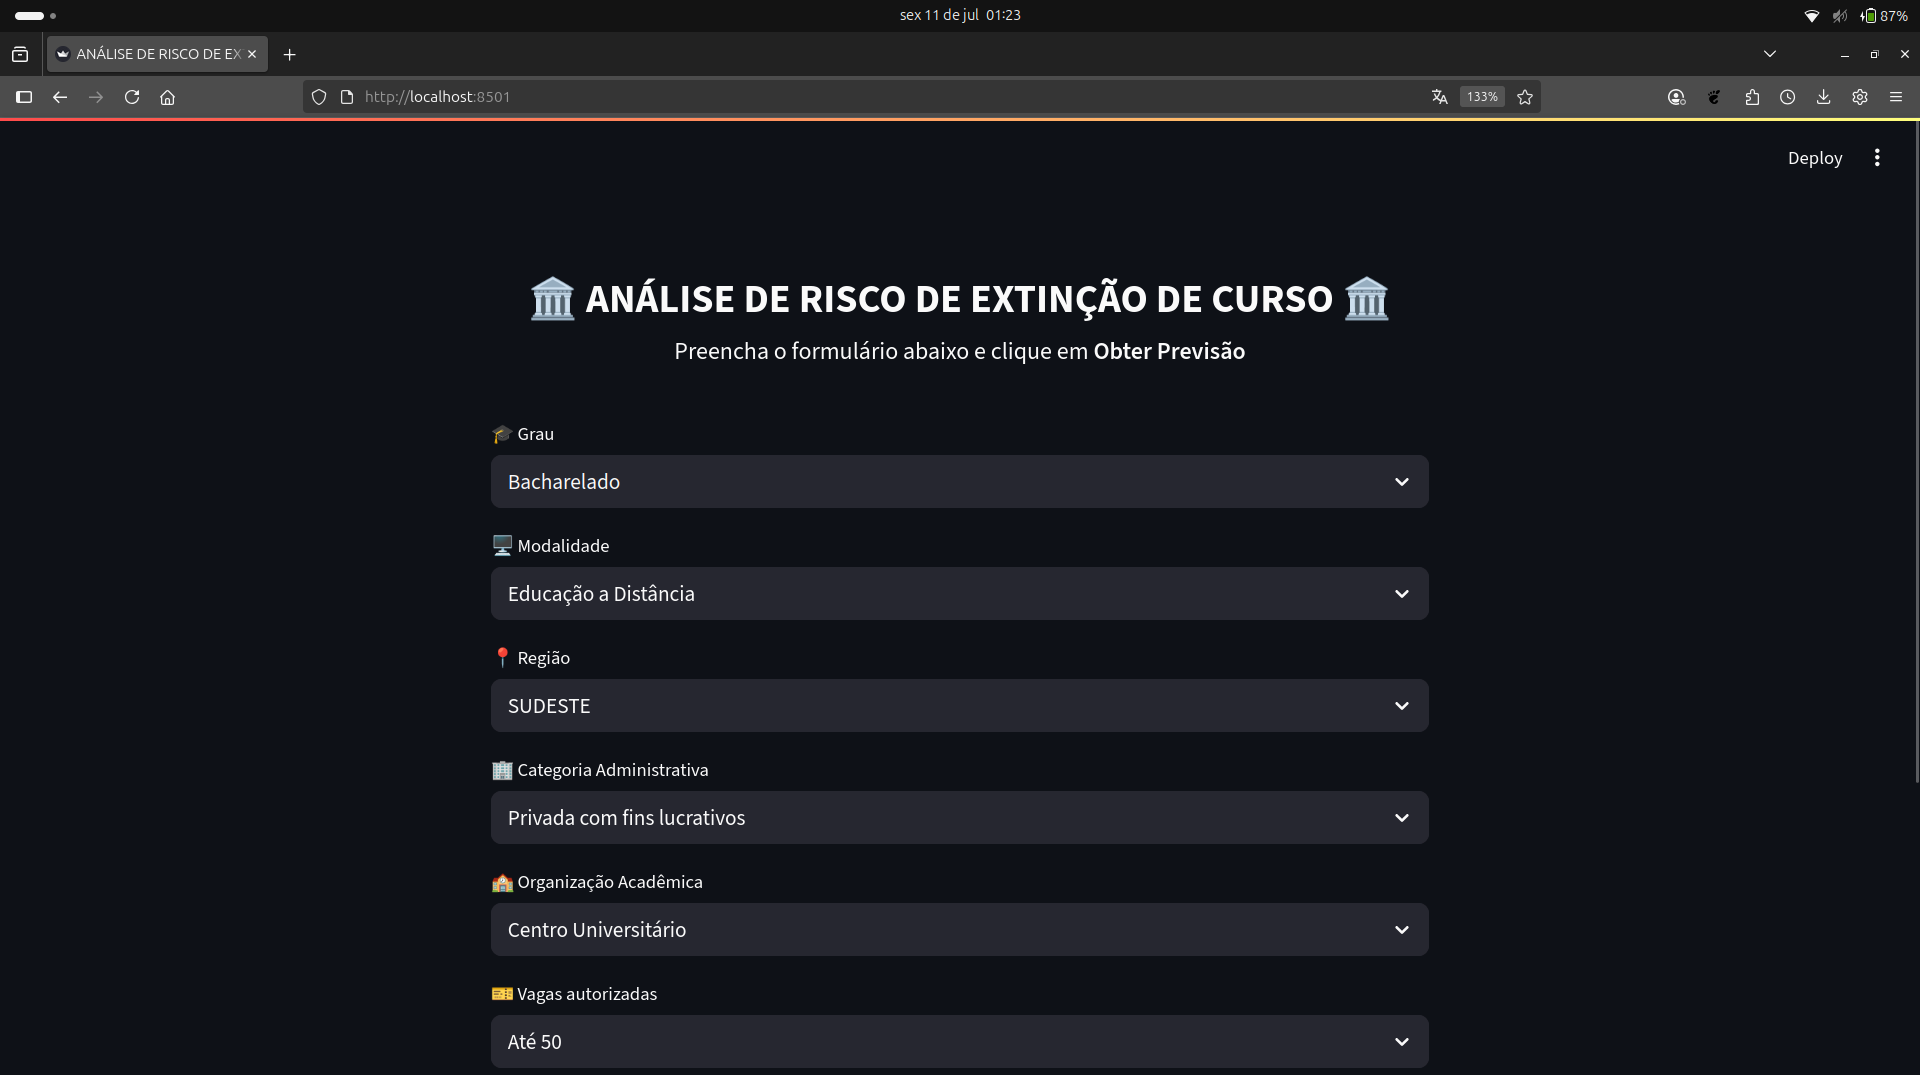 sex 11 de jul 01:23
87%
ANÁLISE DE RISCO DE EX
http://localhost:8501
133%
Deploy
ANÁLISE DE RISCO DE EXTINÇÃO DE CURSO
Preencha o formulário abaixo e clique em Obter Previsão
Grau
Bacharelado
Modalidade
Educação a Distância
Região
SUDESTE
Categoria Administrativa
Privada com fins lucrativos
Organização Acadêmica
Centro Universitário
Vagas autorizadas
Até 50